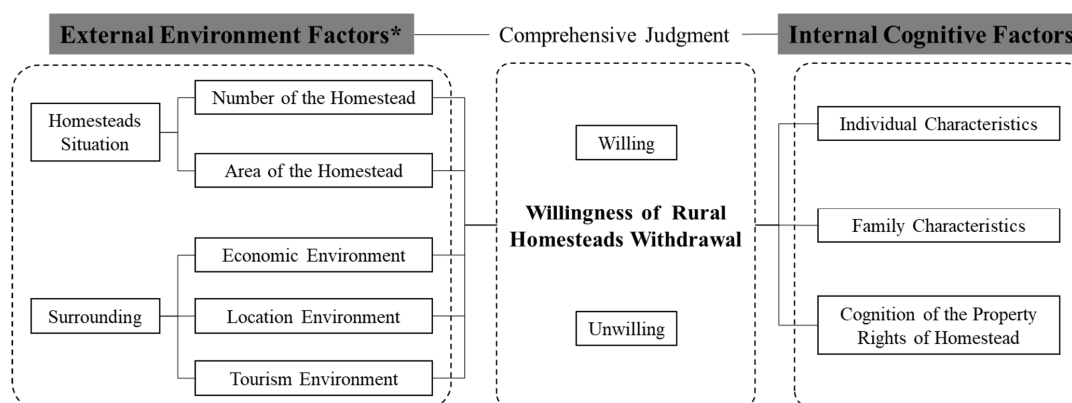 External Environment Factors*
Comprehensive Judgment
Internal Cognitive Factors
Homesteads
Situation
Number of the Homestead
Area of the Homestead
Surrounding
Economic Environment
Location Environment
Tourism Environment
Willing
Willingness of Rural
Homesteads Withdrawal
Unwilling
Individual Characteristics
Family Characteristics
Cognition of the Property
Rights of Homestead